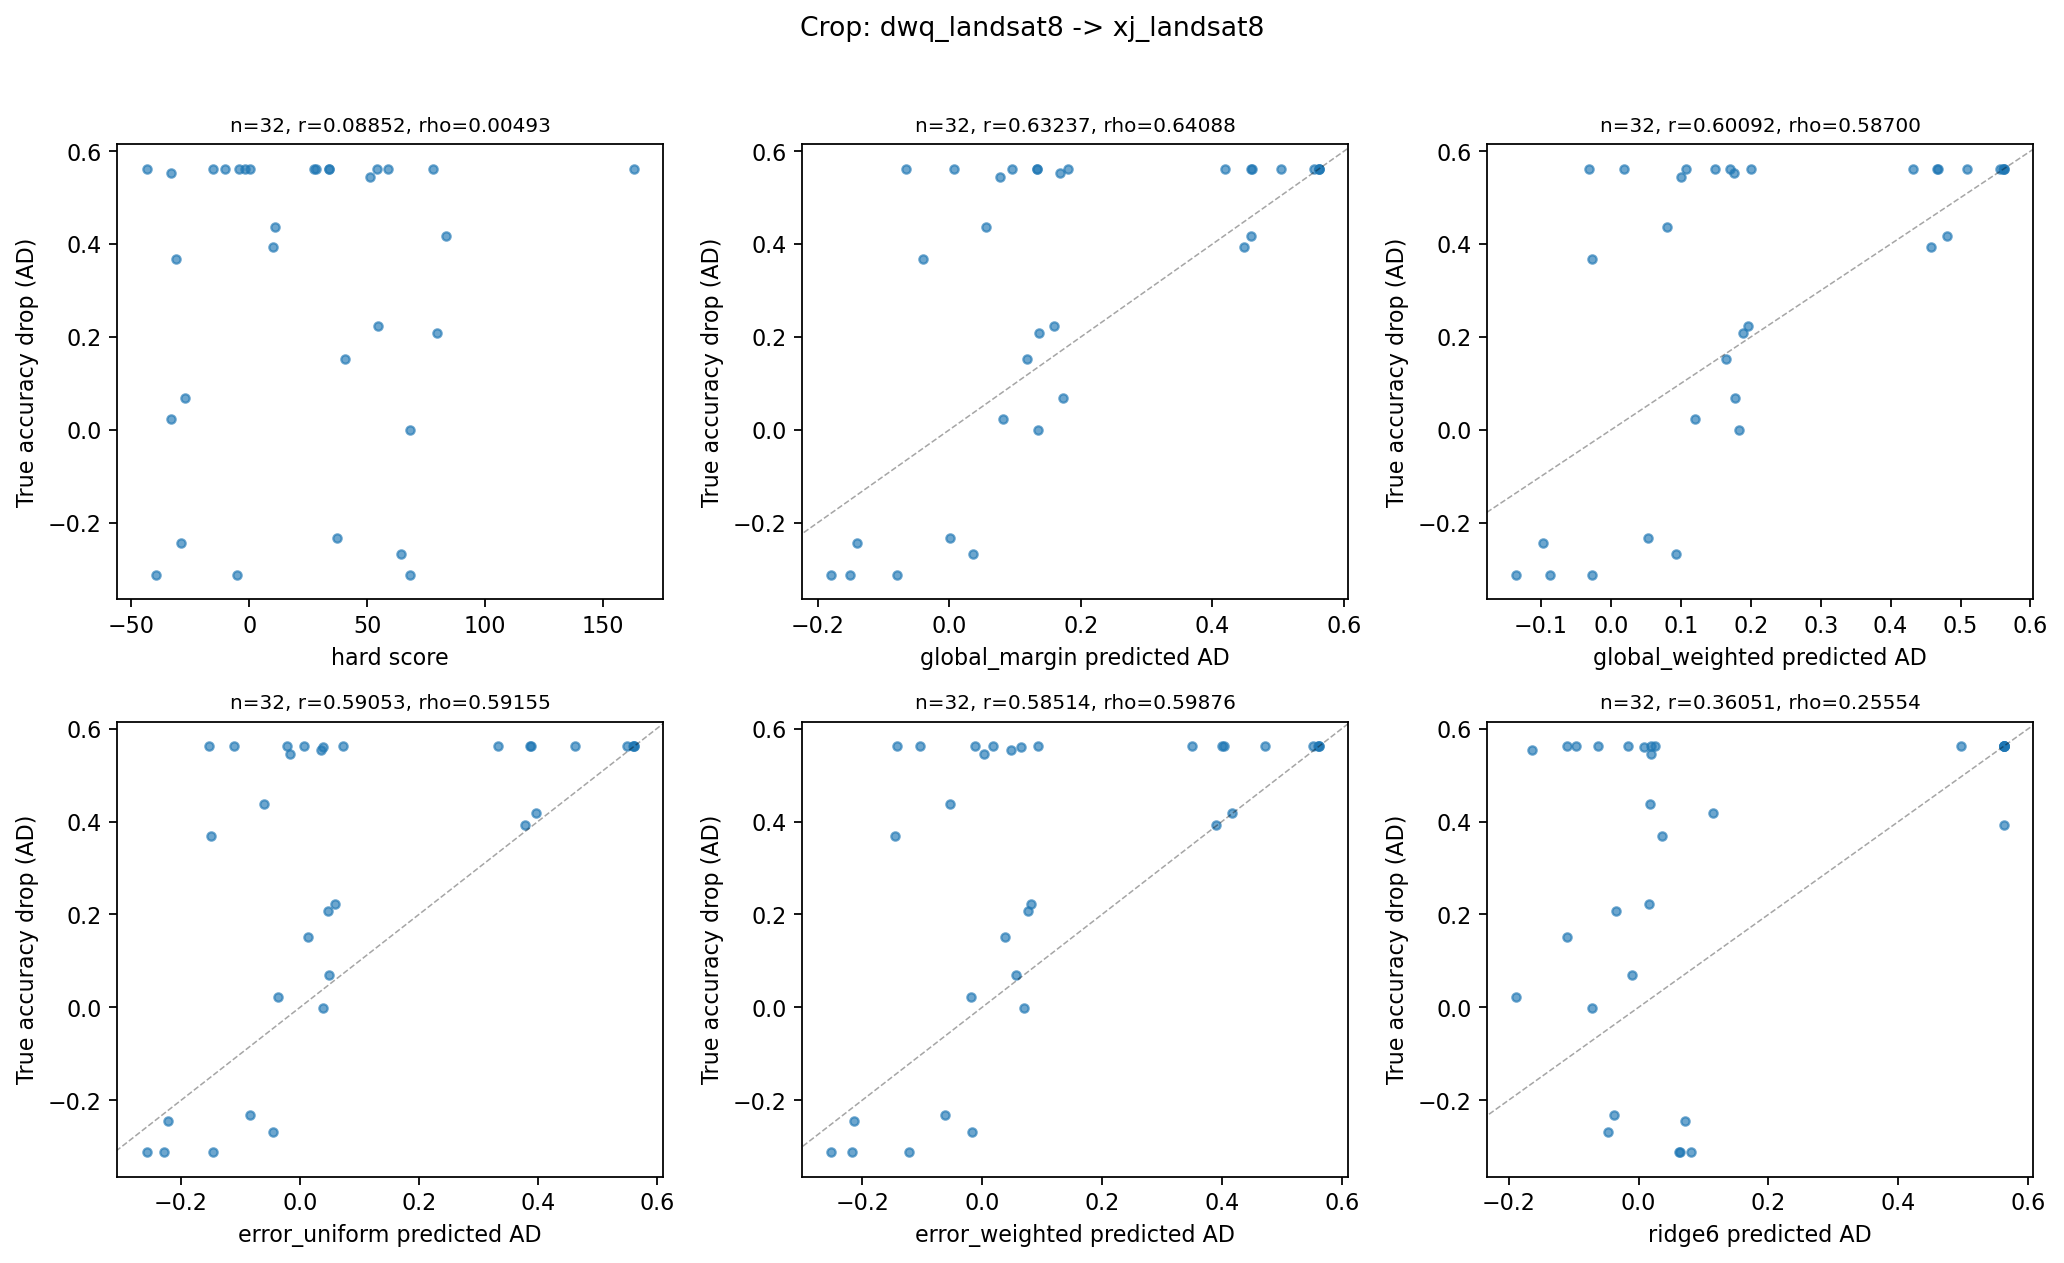 Crop: dwq_landsat8 -> xj_landsat8
n=32, r=0.08852, rho=0.00493
n=32, r=0.63237, rho=0.64088
n=32, r=0.60092, rho=0.58700
True accuracy drop (AD)
0.6
0.4
0.2
0.0
−0.2
−50 0 50 100 150
hard score
True accuracy drop (AD)
0.6
0.4
0.2
0.0
−0.2
−0.2 0.0 0.2 0.4 0.6
global_margin predicted AD
True accuracy drop (AD)
0.6
0.4
0.2
0.0
−0.2
−0.1 0.0 0.1 0.2 0.3 0.4 0.5 0.6
global_weighted predicted AD
n=32, r=0.59053, rho=0.59155
n=32, r=0.58514, rho=0.59876
n=32, r=0.36051, rho=0.25554
True accuracy drop (AD)
0.6
0.4
0.2
0.0
−0.2
−0.2 0.0 0.2 0.4 0.6
error_uniform predicted AD
True accuracy drop (AD)
0.6
0.4
0.2
0.0
−0.2
−0.2 0.0 0.2 0.4 0.6
error_weighted predicted AD
True accuracy drop (AD)
0.6
0.4
0.2
0.0
−0.2
−0.2 0.0 0.2 0.4 0.6
ridge6 predicted AD